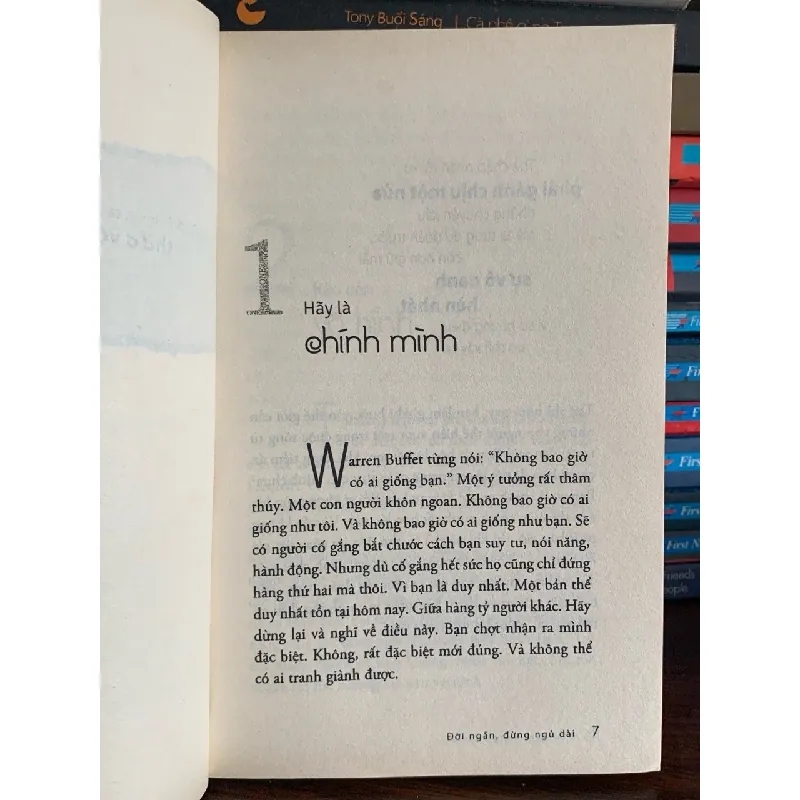 Tony Buổi Sáng
1
Hãy là
chính mình
Warren Buffet từng nói: “Không bao giờ
có ai giống bạn.” Một ý tưởng rất thâm
thúy. Một con người khôn ngoan. Không bao giờ có ai
giống như tôi. Và không bao giờ có ai giống như bạn. Sẽ
có người cố gắng bắt chước cách bạn suy tư, nói năng,
hành động. Nhưng dù cố gắng hết sức họ cũng chỉ đứng
hàng thứ hai mà thôi. Vì bạn là duy nhất. Một bản thể
duy nhất tồn tại hôm nay. Giữa hàng tỷ người khác. Hãy
dừng lại và nghĩ về điều này. Bạn chợt nhận ra mình
đặc biệt. Không, rất đặc biệt mới đúng. Và không thể
có ai tranh giành được.
Đời ngắn, đừng ngủ dài 7
First
First
First
First
First N